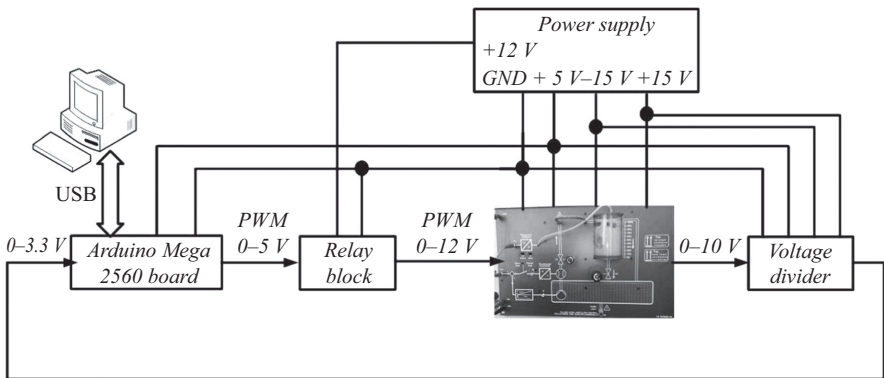 Power supply
+12 V
GND + 5 V–15 V +15 V
USB
0–3.3 V
Arduino Mega
2560 board
PWM
0–5 V
Relay
block
PWM
0–12 V
0–10 V
Voltage
divider